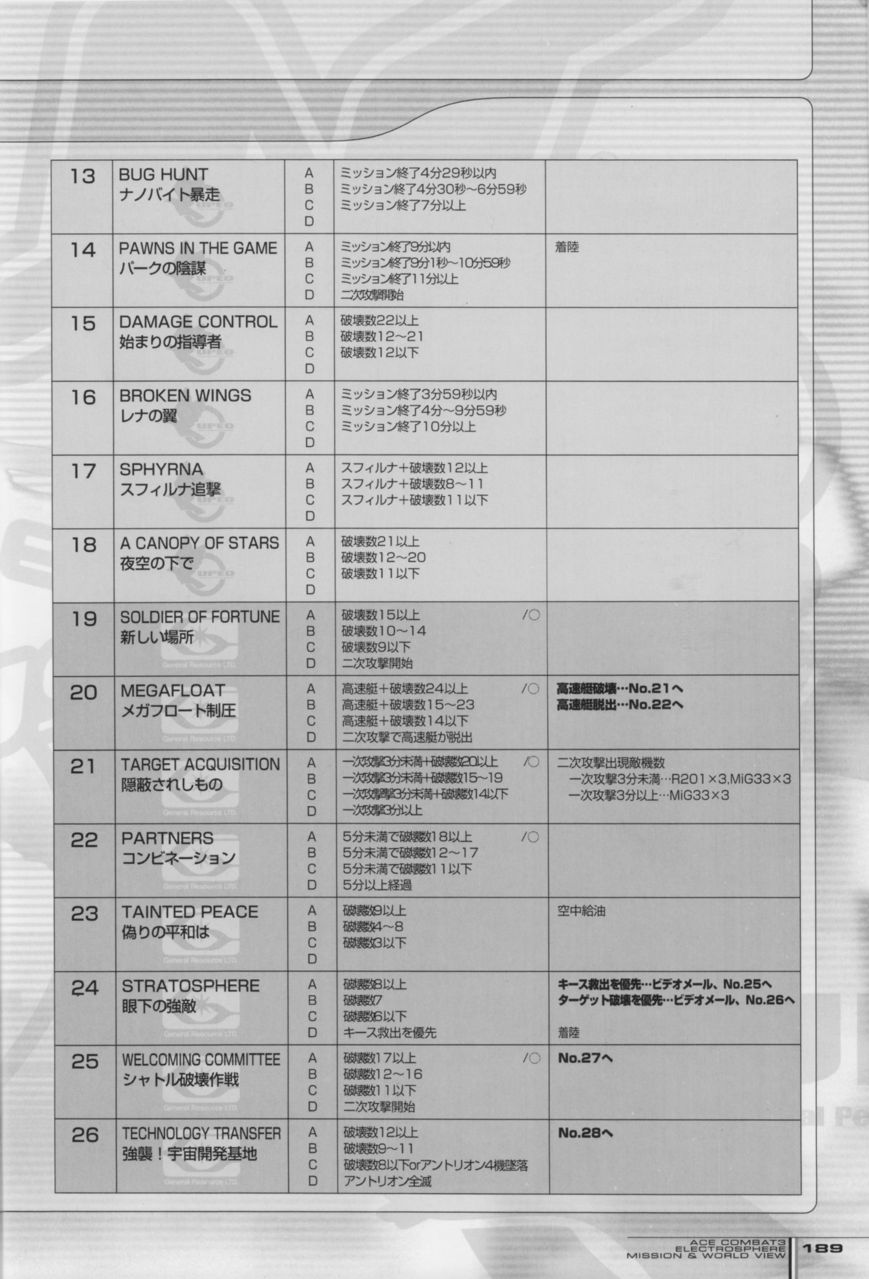 13 BUG HUNT A ミッション終了4分29秒以内
ナノバイト暴走 B ミッション終了4分30秒～6分59秒
C ミッション終了7分以上
D
14 PAWNS IN THE GAME A ミッション終了9分以内 着陸
パークの陰謀 B ミッション終了9分1秒～10分59秒
C ミッション終了11分以上
D 二次攻撃開始
15 DAMAGE CONTROL A 破壊数22以上
始まりの指導者 B 破壊数12～21
C 破壊数12以下
D
16 BROKEN WINGS A ミッション終了3分59秒以内
レナの翼 B ミッション終了4分～9分59秒
C ミッション終了10分以上
D
17 SPHYRNA A スフィルナ＋破壊数12以上
スフィルナ追撃 B スフィルナ＋破壊数8～11
C スフィルナ＋破壊数11以下
D
18 A CANOPY OF STARS A 破壊数21以上
夜空の下で B 破壊数12～20
C 破壊数11以下
D
19 SOLDIER OF FORTUNE A 破壊数15以上 /○
新しい場所 B 破壊数10～14
C 破壊数9以下
D 二次攻撃開始
20 MEGAFLOAT A 高速艇＋破壊数24以上 /○ 高速艇破壊…No.21へ
メガフロート制圧 B 高速艇＋破壊数15～23 高速艇脱出…No.22へ
C 高速艇＋破壊数14以下
D 二次攻撃で高速艇が脱出
21 TARGET ACQUISITION A 一次攻撃3分未満＋破壊数20以上 /○ 二次攻撃出現敵機数
隠蔽されしもの B 一次攻撃3分未満＋破壊数15～19 一次攻撃3分未満…R201×3,MiG33×3
C 一次攻撃撃3分未満＋破壊数14以下 一次攻撃3分以上…MiG33×3
D 一次攻撃3分以上
22 PARTNERS A 5分未満で破壊数18以上 /○
コンビネーション B 5分未満で破壊数12～17
C 5分未満で破壊数11以下
D 5分以上経過
23 TAINTED PEACE A 破壊数9以上 空中給油
偽りの平和は B 破壊数4～8
C 破壊数3以下
D
24 STRATOSPHERE A 破壊数8以上 キース救出を優先…ビデオメール、No.25へ
眼下の強敵 B 破壊数7 ターゲット破壊を優先…ビデオメール、No.26へ
C 破壊数6以下
D キース救出を優先 着陸
25 WELCOMING COMMITTEE A 破壊数17以上 /○ No.27へ
シャトル破壊作戦 B 破壊数12～16
C 破壊数11以下
D 二次攻撃開始
26 TECHNOLOGY TRANSFER A 破壊数12以上 No.28へ
強襲！宇宙開発基地 B 破壊数9～11
C 破壊数8以下orアントリオン4機墜落
D アントリオン全滅
ACE COMBAT3
ELECTROSPHERE
MISSION & WORLD VIEW 189